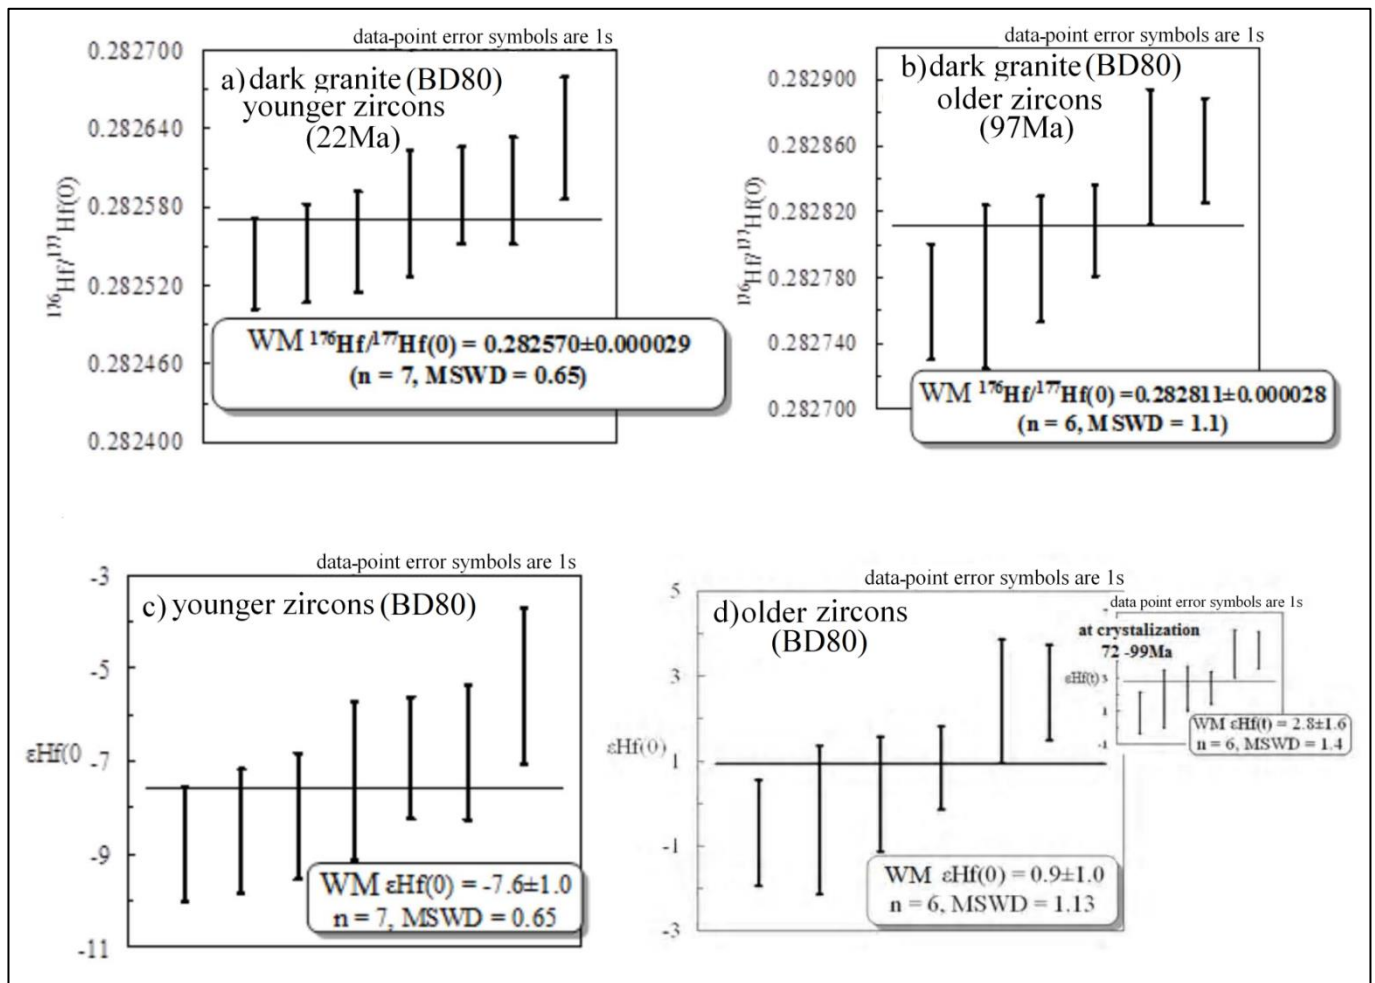 data-point error symbols are 1s
a) dark granite (BD80)
younger zircons
(22Ma)
0.282700
0.282640
0.282580
0.282520
0.282460
0.282400
¹⁷⁶Hf/¹⁷⁷Hf(0)
WM ¹⁷⁶Hf/¹⁷⁷Hf(0) = 0.282570±0.000029
(n = 7, MSWD = 0.65)
data-point error symbols are 1s
b) dark granite (BD80)
older zircons
(97Ma)
0.282900
0.282860
0.282820
0.282780
0.282740
0.282700
¹⁷⁶Hf/¹⁷⁷Hf(0)
WM ¹⁷⁶Hf/¹⁷⁷Hf(0) =0.282811±0.000028
(n = 6, MSWD = 1.1)
data-point error symbols are 1s
c) younger zircons (BD80)
-3
-5
-7
-9
-11
εHf(0
WM εHf(0) = -7.6±1.0
n = 7, MSWD = 0.65
data-point error symbols are 1s
d) older zircons
(BD80)
5
3
1
-1
-3
εHf(0)
WM εHf(0) = 0.9±1.0
n = 6, MSWD = 1.13
data point error symbols are 1s
at crystalization
72 -99Ma
εHf(t)
1
-1
WM εHf(t) = 2.8±1.6
n = 6, MSWD = 1.4